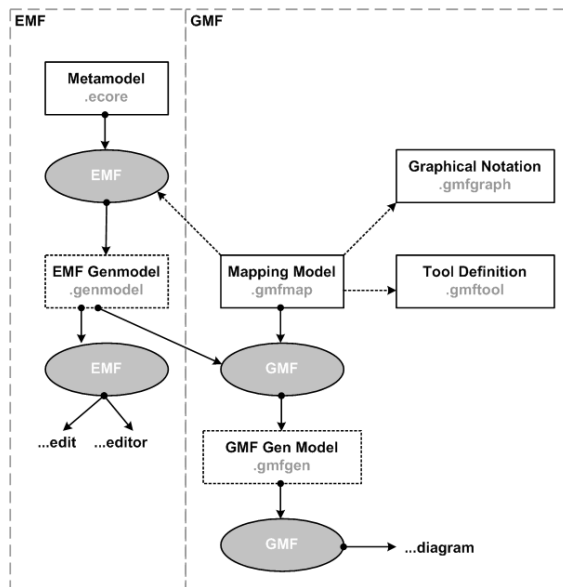 EMF
GMF
Metamodel
.ecore
EMF
Graphical Notation
.gmfgraph
EMF Genmodel
.genmodel
Mapping Model
.gmfmap
Tool Definition
.gmftool
EMF
GMF
...edit
...editor
GMF Gen Model
.gmfgen
GMF
...diagram